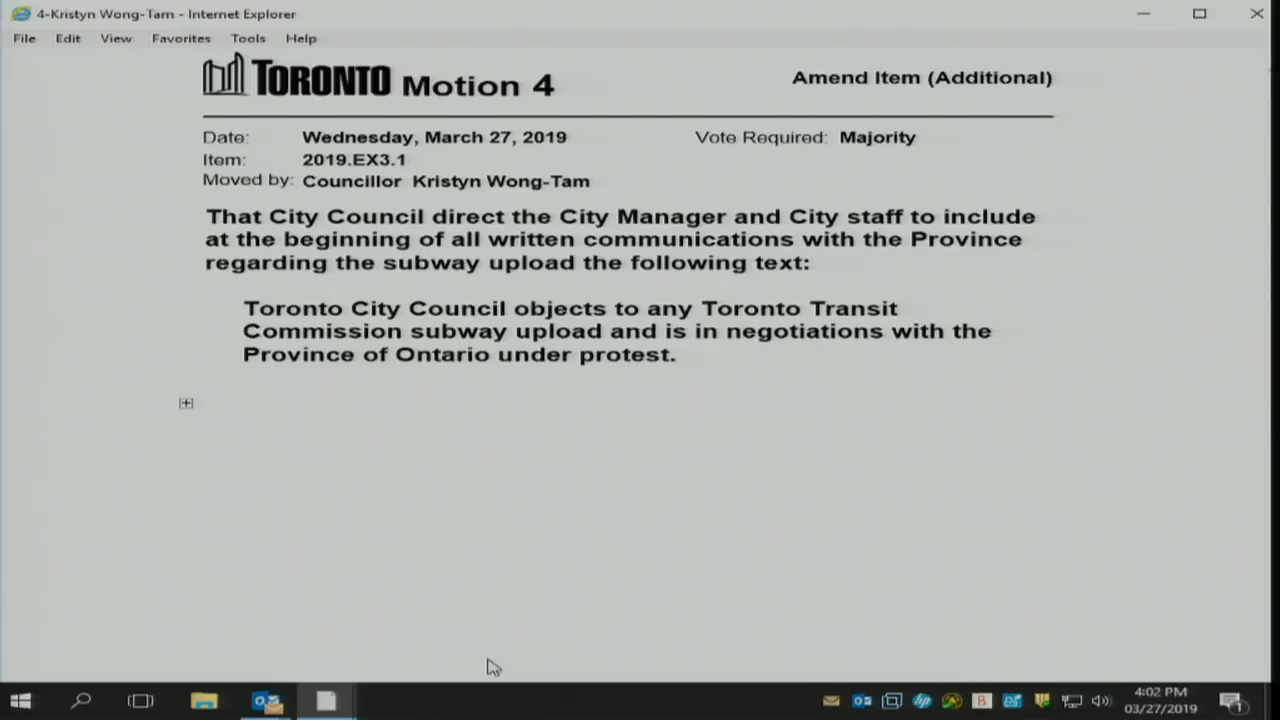 4-Kristyn Wong-Tam - Internet Explorer
File Edit View Favorites Tools Help
TORONTO Motion 4
Amend Item (Additional)
Date: Wednesday, March 27, 2019
Vote Required: Majority
Item: 2019.EX3.1
Moved by: Councillor Kristyn Wong-Tam
That City Council direct the City Manager and City staff to include
at the beginning of all written communications with the Province
regarding the subway upload the following text:
Toronto City Council objects to any Toronto Transit
Commission subway upload and is in negotiations with the
Province of Ontario under protest.
4:02 PM
03/27/2019